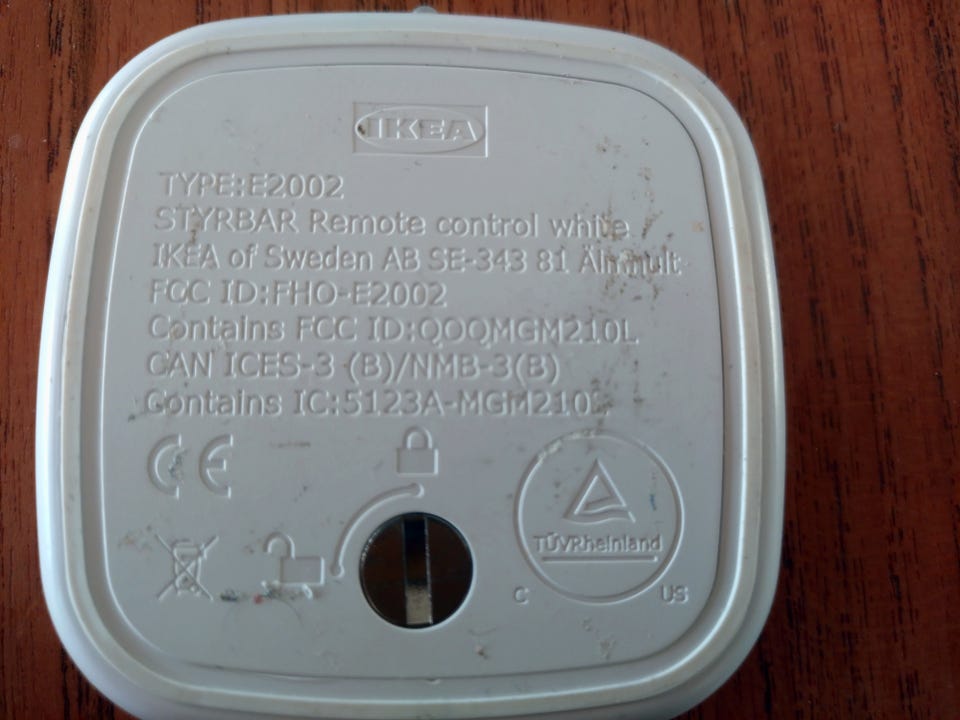 IKEA
TYPE:E2002
STYRBAR Remote control white
IKEA of Sweden AB SE-343 81 Älmhult
FCC ID:FHO-E2002
Contains FCC ID:QOQMGM210L
CAN ICES-3 (B)/NMB-3(B)
Contains IC:5123A-MGM210L
CE
TÜVRheinland
C US